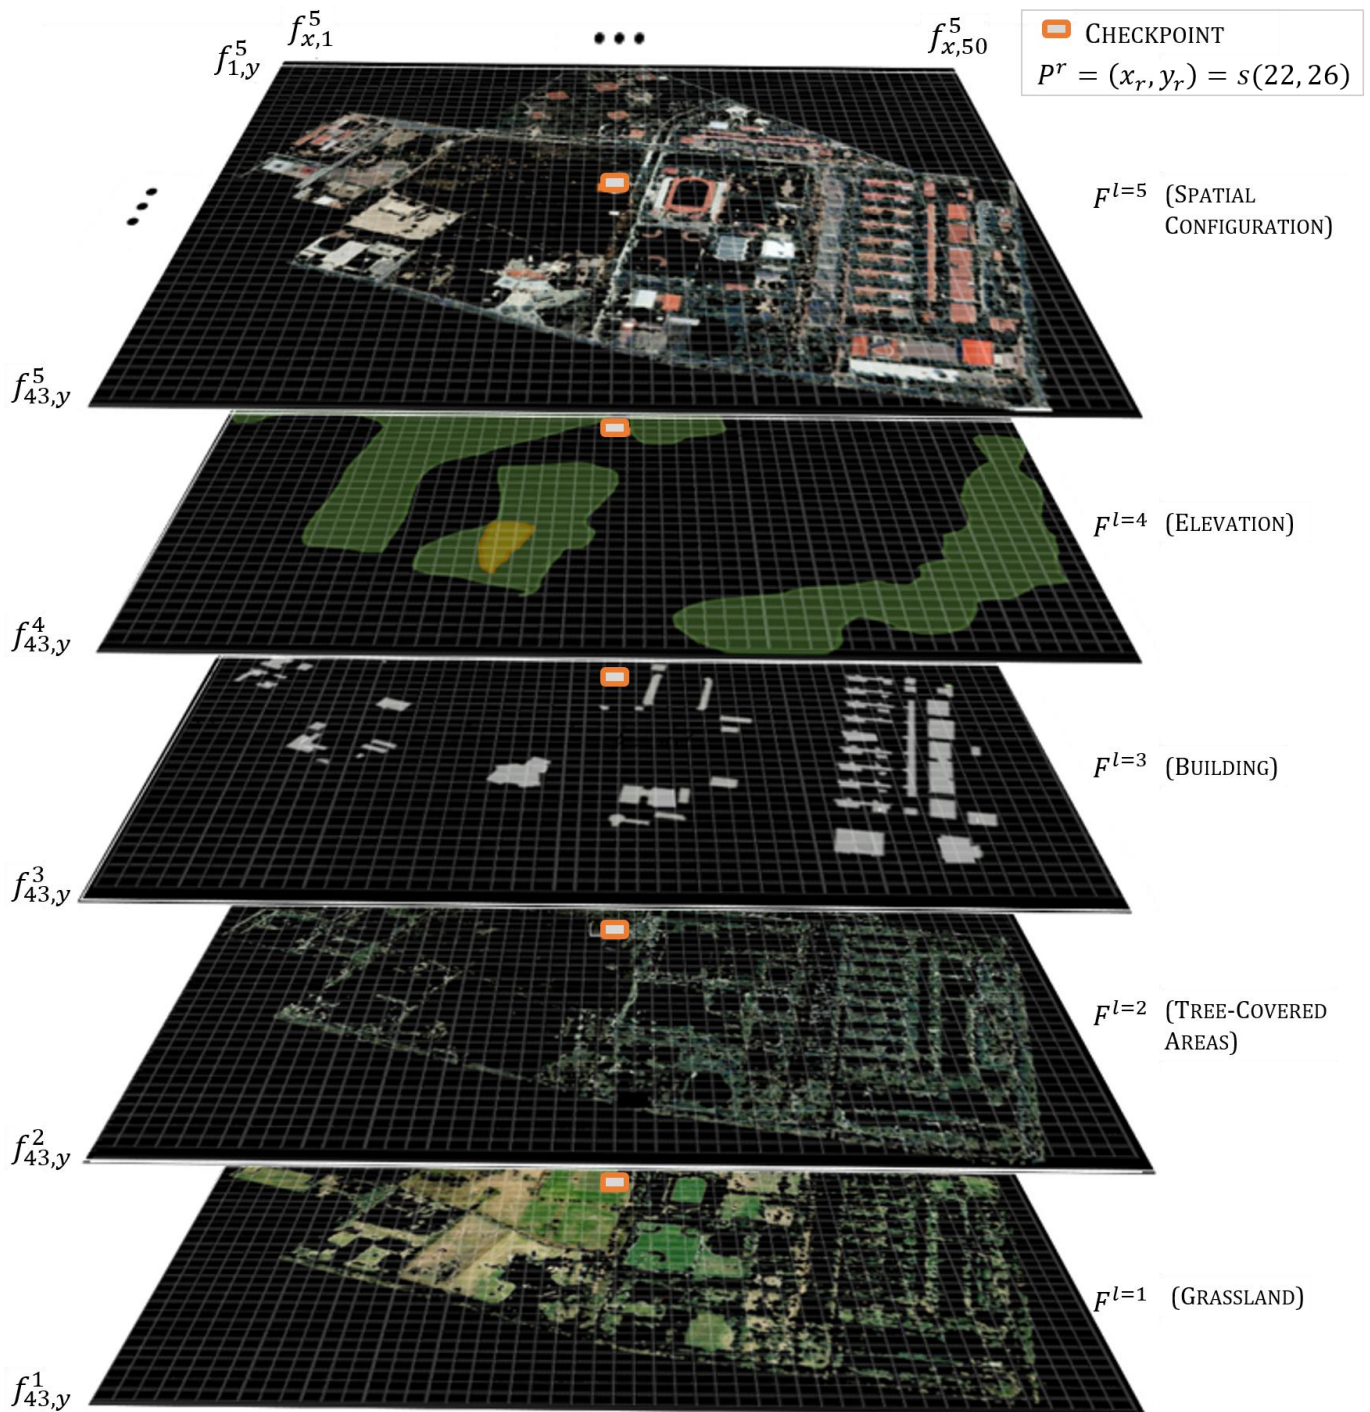 f^5_{x,1}
•••
f^5_{x,50}
f^5_{1,y}
CHECKPOINT
P^r = (x_r, y_r) = s(22, 26)
F^{l=5} (SPATIAL
CONFIGURATION)
f^5_{43,y}
F^{l=4} (ELEVATION)
f^4_{43,y}
F^{l=3} (BUILDING)
f^3_{43,y}
F^{l=2} (TREE-COVERED
AREAS)
f^2_{43,y}
F^{l=1} (GRASSLAND)
f^1_{43,y}